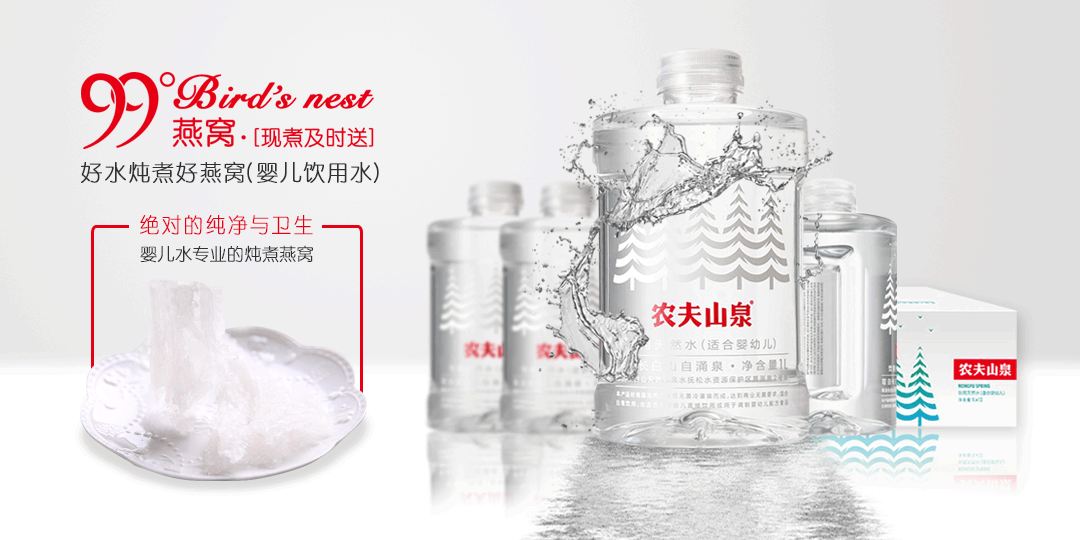 99° Bird's nest
燕窝·[现煮及时送]
好水炖煮好燕窝(婴儿饮用水)
绝对的纯净与卫生
婴儿水专业的炖煮燕窝
农夫山泉
然水(适合婴幼儿)
山自涌泉·净含量1L
农夫山泉
农夫山泉
农夫山泉
NONGFU SPRING